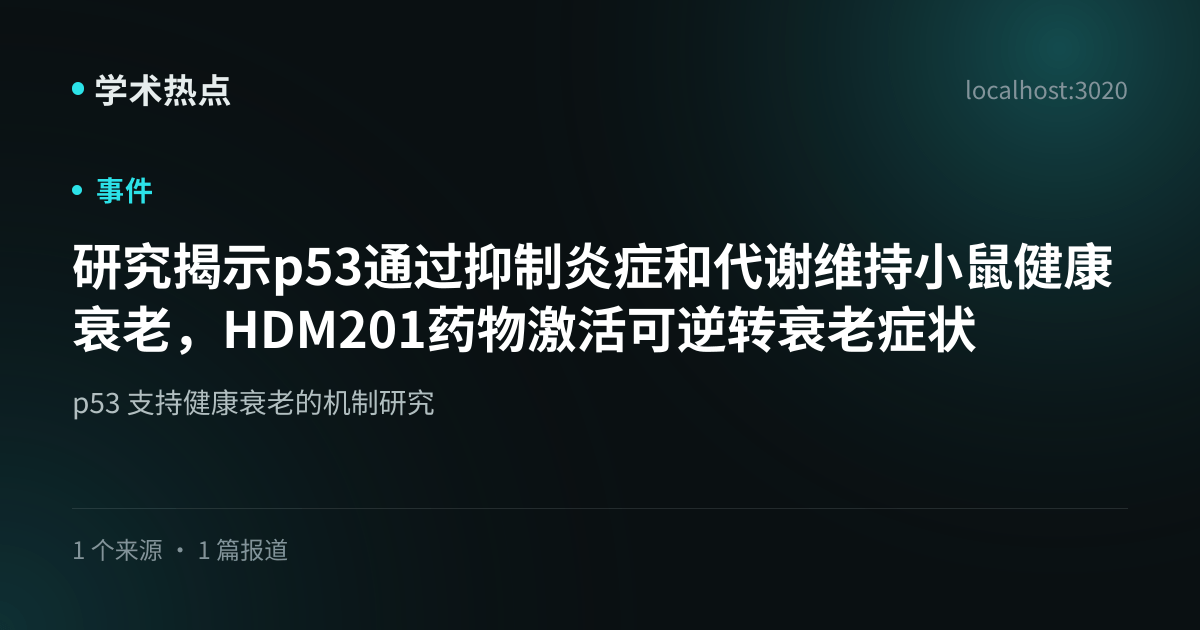 学术热点
localhost:3020
事件
研究揭示p53通过抑制炎症和代谢维持小鼠健康
衰老，HDM201药物激活可逆转衰老症状
p53 支持健康衰老的机制研究
1 个来源 · 1 篇报道